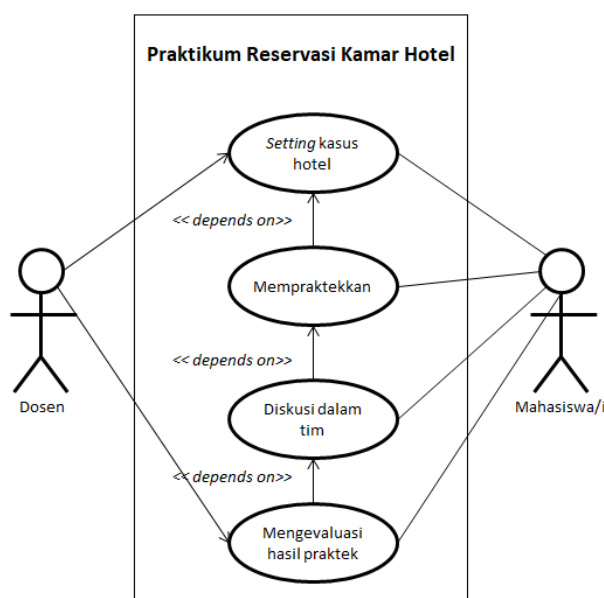 Praktikum Reservasi Kamar Hotel
Setting kasus
hotel
<< depends on>>
Mempraktekkan
<< depends on>>
Dosen
Diskusi dalam
tim
Mahasiswa/i
<< depends on>>
Mengevaluasi
hasil praktek